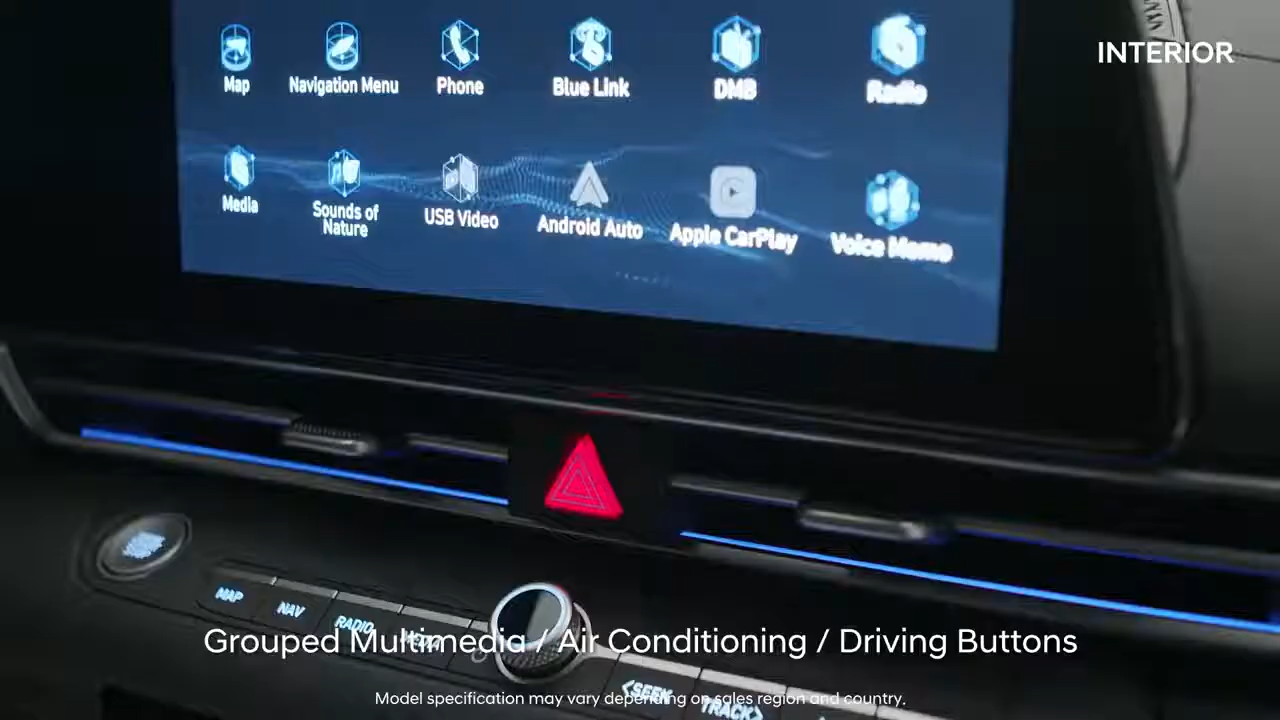 INTERIOR
Map
Navigation Menu
Phone
Blue Link
DMB
Radio
Media
Sounds of
Nature
USB Video
Android Auto
Apple CarPlay
Voice Memo
MAP
NAV
RADIO
Grouped Multimedia / Air Conditioning / Driving Buttons
<SEEK
TRACK>
Model specification may vary depending on sales region and country.